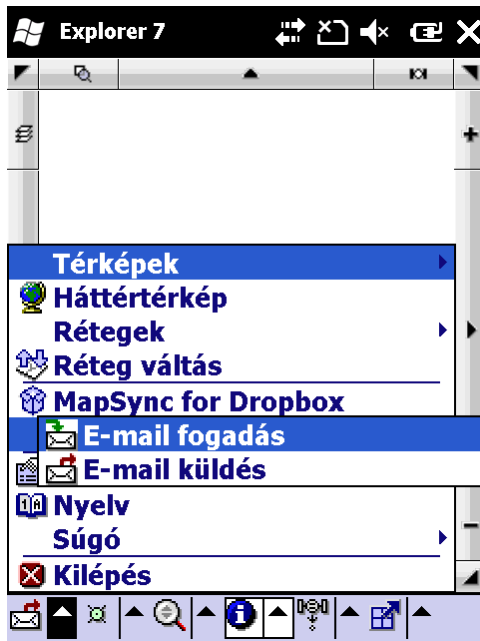 Explorer 7
Térképek
Háttértérkép
Rétegek
Réteg váltás
MapSync for Dropbox
E-mail fogadás
E-mail küldés
Nyelv
Súgó
Kilépés